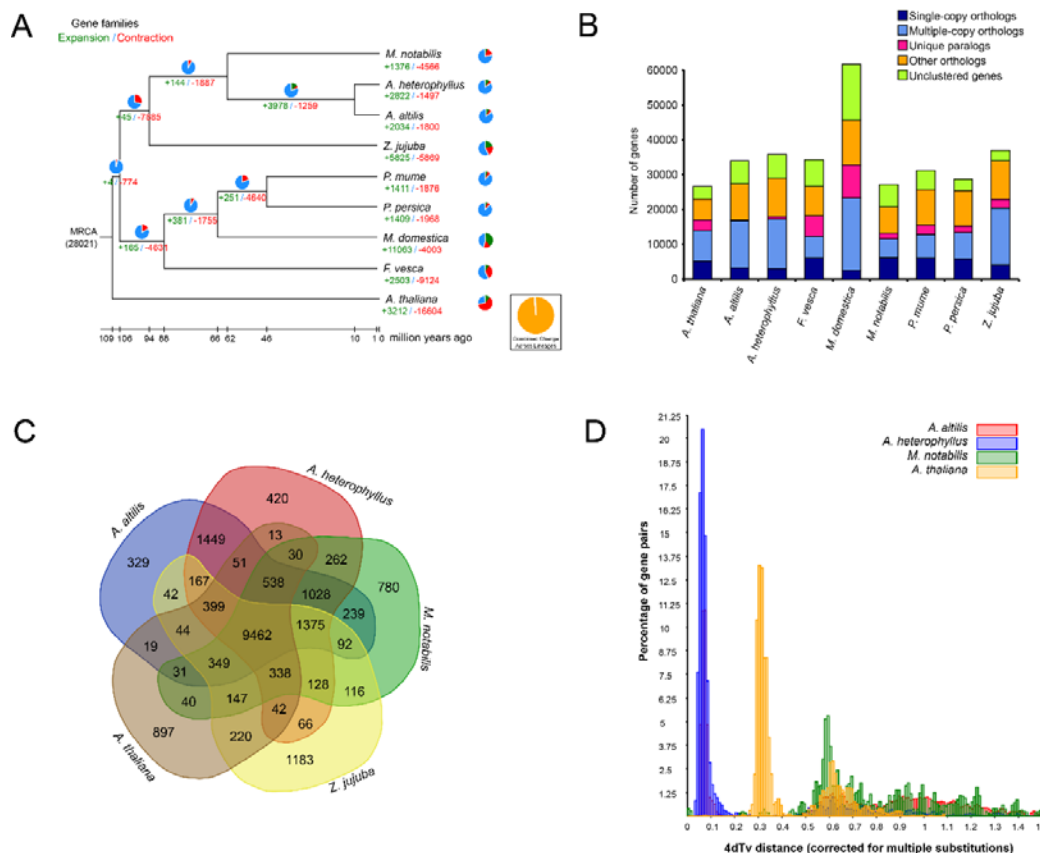 A
Gene families
Expansion / Contraction
M. notabilis
+1376 / -4566
+144 / -1887
A. heterophyllus
+2822 / -1497
+3978 / -1259
A. altilis
+2034 / -1800
Z. jujuba
+5825 / -5869
P. mume
+1411 / -1876
+251 / -4640
P. persica
+1409 / -1968
+381 / -1755
MRCA
(28021)
M. domestica
F. vesca
+2503 / -9124
A. thaliana
+3212 / -16604
109 106 94 88 66 62 46 10 1 0 million years ago
B
Single-copy orthologs
Multiple-copy orthologs
Unique paralogs
Other orthologs
Unclustered genes
Number of genes
60000
50000
40000
30000
20000
10000
0
A. thaliana
A. altilis
A. heterophyllus
F. vesca
M. domestica
M. notabilis
P. mume
P. persica
Z. jujuba
C
A. heterophyllus
A. altilis
M. notabilis
A. thaliana
Z. jujuba
420
1449 13
329 51 30 262 780
167 538
42 399 1028 239
44 9462 1375 92
19 349
31 338 128 116
40 147 42
897 220 66
1183
D
A. altilis
A. heterophyllus
M. notabilis
A. thaliana
Percentage of gene pairs
21.25
20
18.75
17.5
16.25
15
13.75
12.5
11.25
10
8.75
7.5
6.25
5
3.75
2.5
1.25
0 0.1 0.2 0.3 0.4 0.5 0.6 0.7 0.8 0.9 1 1.1 1.2 1.3 1.4
4dTv distance (corrected for multiple substitutions)